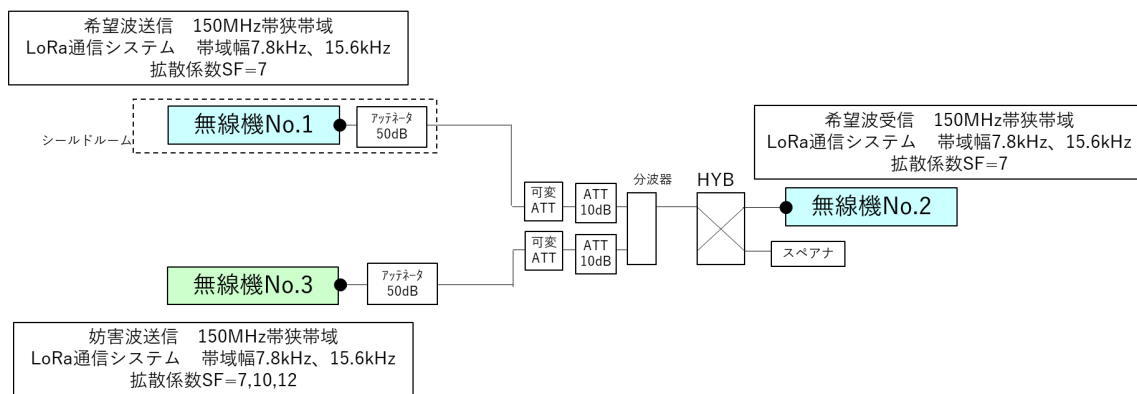 希望波送信　150MHz帯狭帯域
LoRa通信システム　帯域幅7.8kHz、15.6kHz
拡散係数SF=7
シールドルーム
無線機No.1
ｱｯﾃﾈｰﾀ
50dB
希望波受信　150MHz帯狭帯域
LoRa通信システム　帯域幅7.8kHz、15.6kHz
拡散係数SF=7
可変
ATT
ATT
10dB
分波器
HYB
無線機No.2
可変
ATT
ATT
10dB
スペアナ
無線機No.3
ｱｯﾃﾈｰﾀ
50dB
妨害波送信　150MHz帯狭帯域
LoRa通信システム　帯域幅7.8kHz、15.6kHz
拡散係数SF=7,10,12